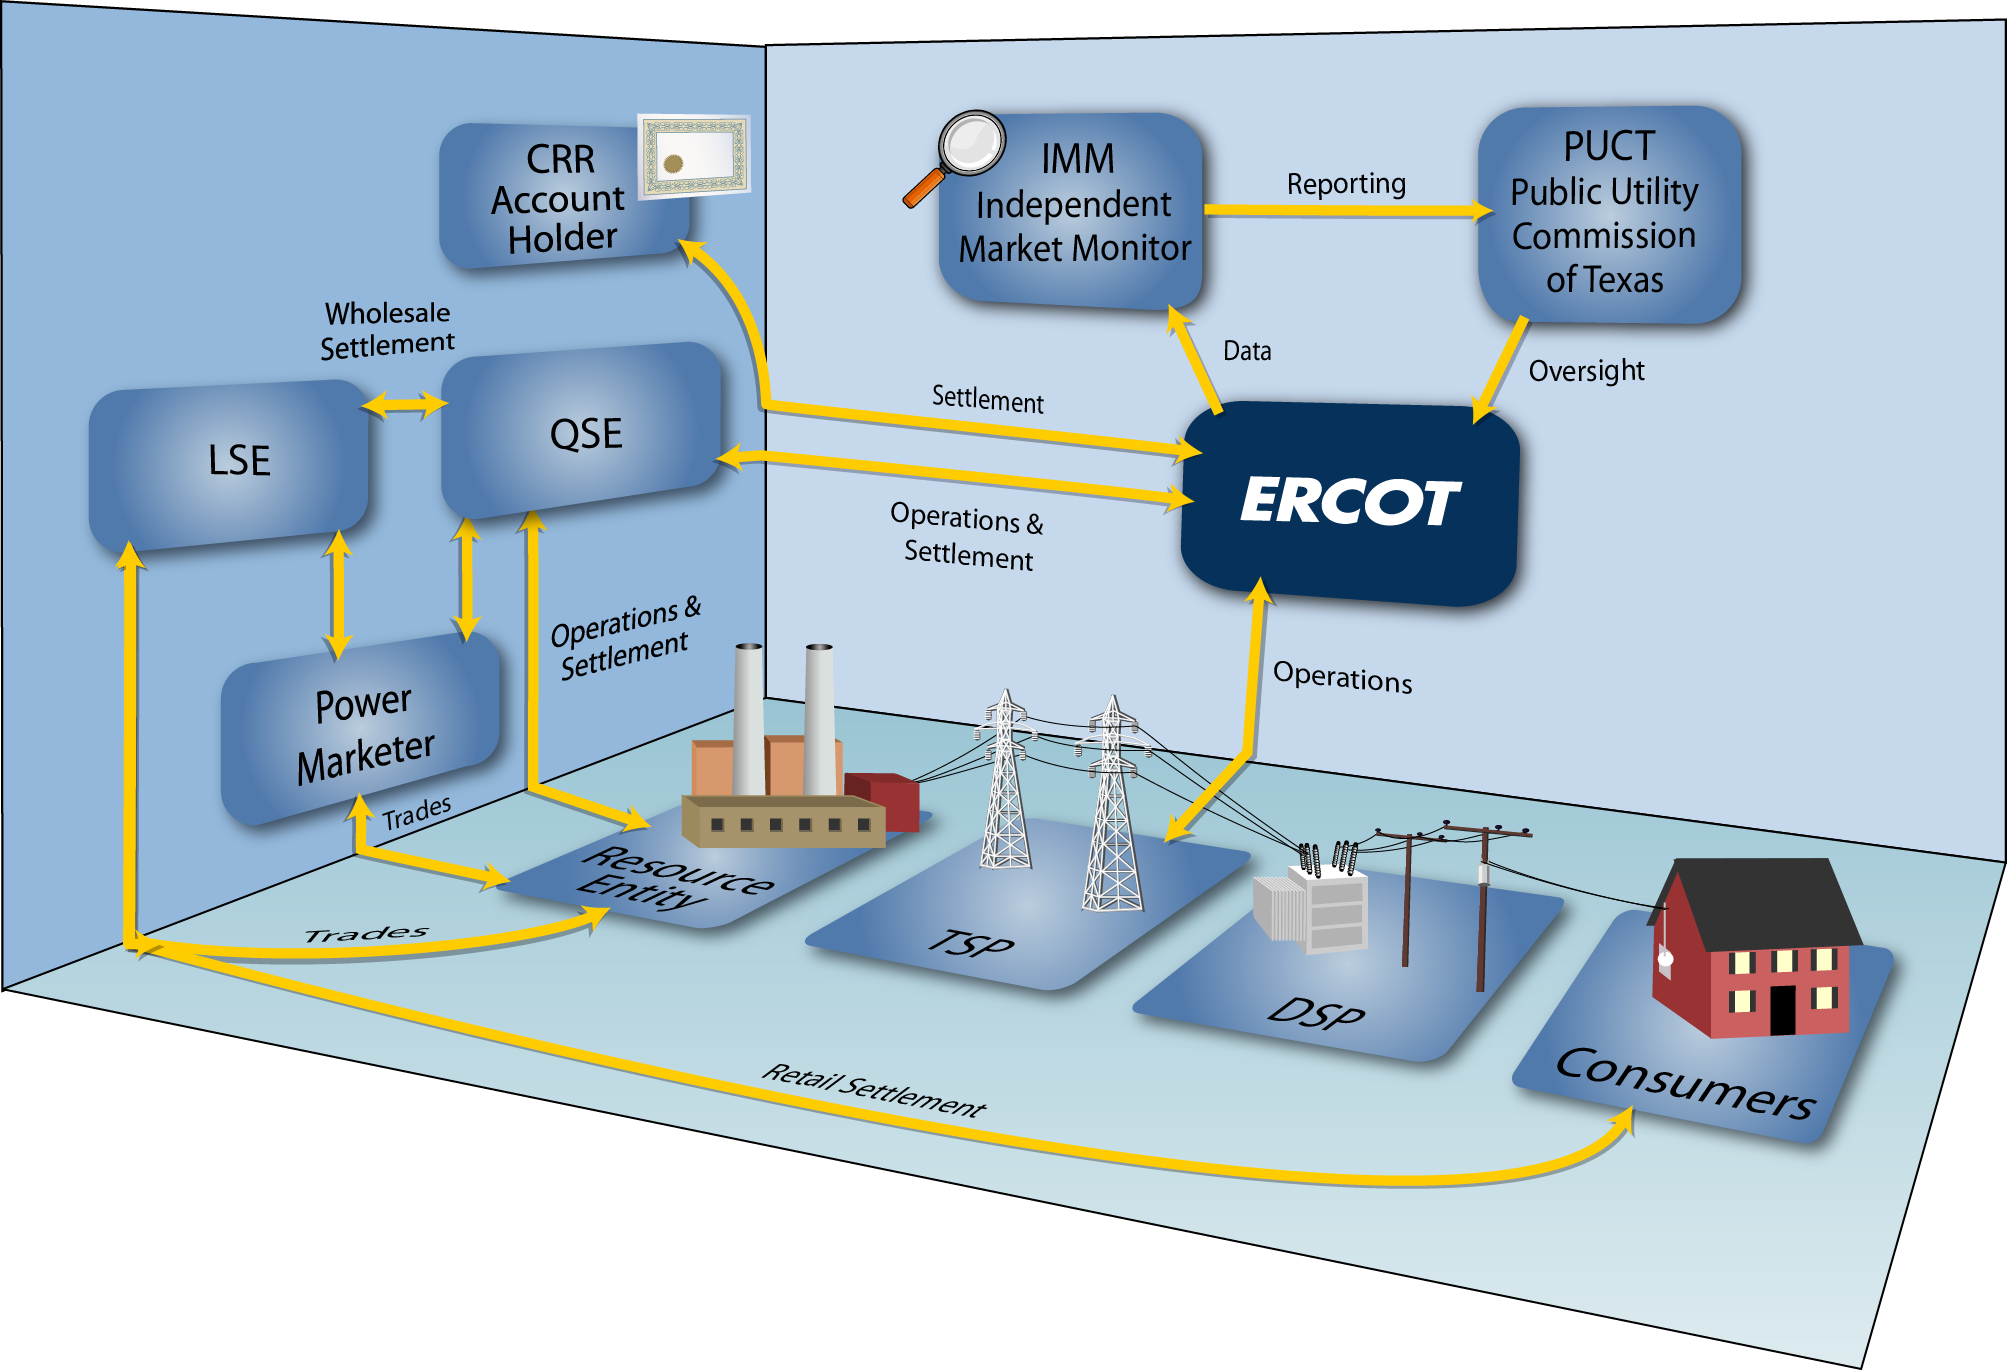 CRR
Account
Holder
IMM
Independent
Market Monitor
Reporting
PUCT
Public Utility
Commission
of Texas
Wholesale
Settlement
Data
Oversight
LSE
QSE
Settlement
ERCOT
Operations &
Settlement
Operations &
Settlement
Operations
Power
Marketer
Trades
Resource
Entity
Trades
TSP
DSP
Consumers
Retail Settlement